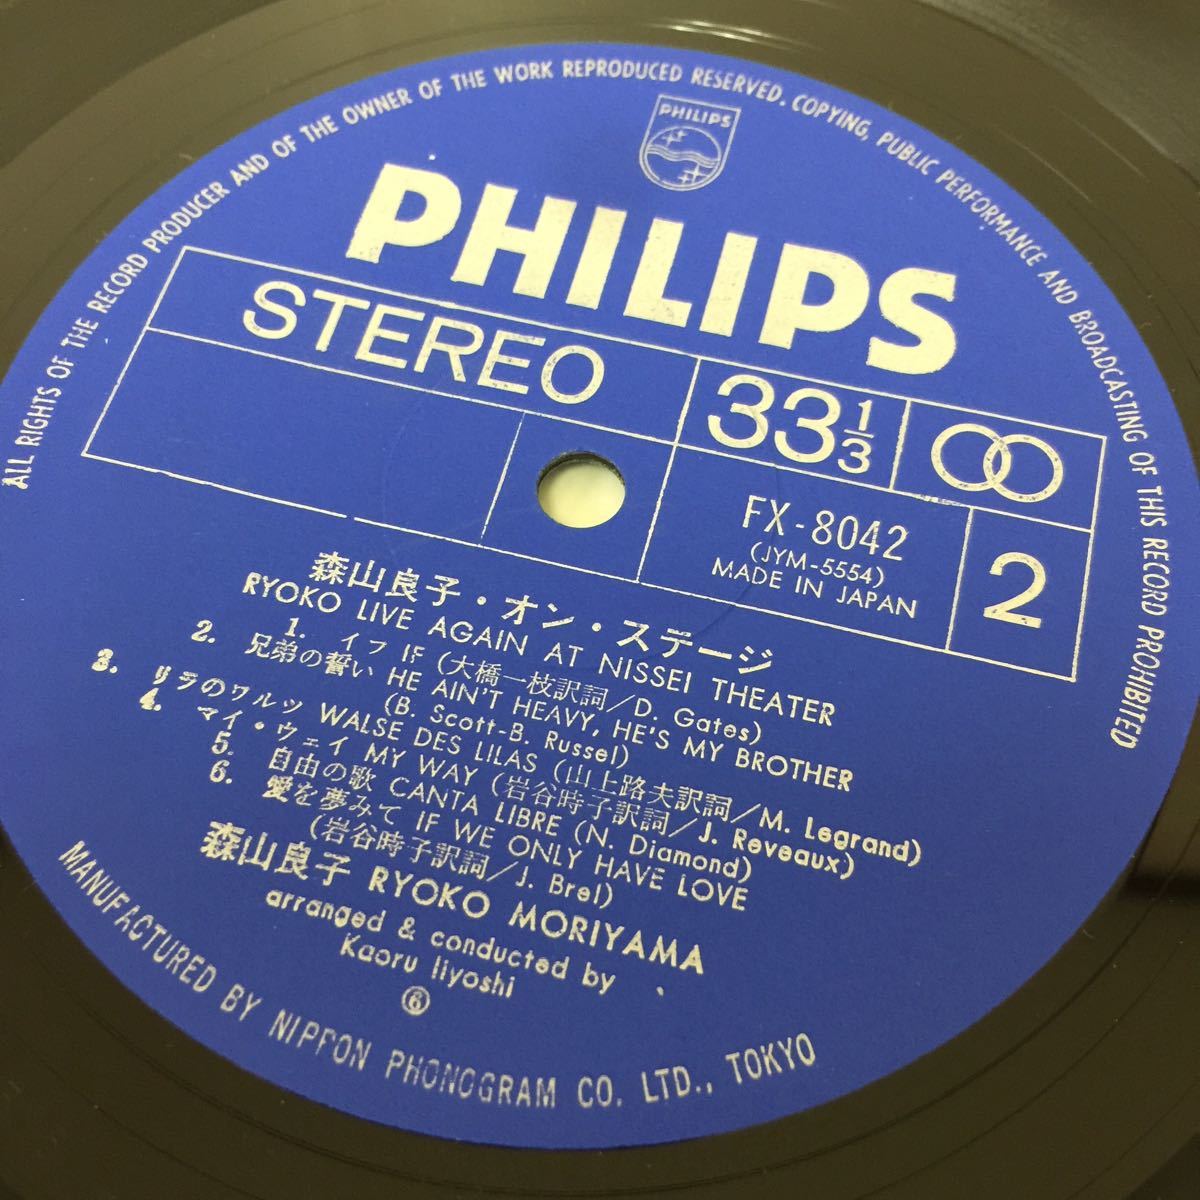 ALL RIGHTS OF THE RECORD PRODUCER AND OF THE OWNER OF THE WORK REPRODUCED RESERVED. COPYING, PUBLIC PERFORMANCE AND BROADCASTING OF THIS RECORD PROHIBITED
PHILIPS
PHILIPS
STEREO
33 1/3
FX-8042
(JYM-5554)
MADE IN JAPAN
2
森山良子・オン・ステージ
RYOKO LIVE AGAIN AT NISSEI THEATER
1. イフ IF (大橋一枝訳詞/D. Gates)
2. 兄弟の誓い HE AIN'T HEAVY, HE'S MY BROTHER
(B. Scott-B. Russel)
3. リラのワルツ WALSE DES LILAS (山上路夫訳詞/M. Legrand)
4. マイ・ウェイ MY WAY (岩谷時子訳詞/J. Reveaux)
5. 自由の歌 CANTA LIBRE (N. Diamond)
6. 愛を夢みて IF WE ONLY HAVE LOVE
(岩谷時子訳詞/J. Brel)
森山良子 RYOKO MORIYAMA
arranged & conducted by
Kaoru Iiyoshi
⑥
MANUFACTURED BY NIPPON PHONOGRAM CO. LTD., TOKYO